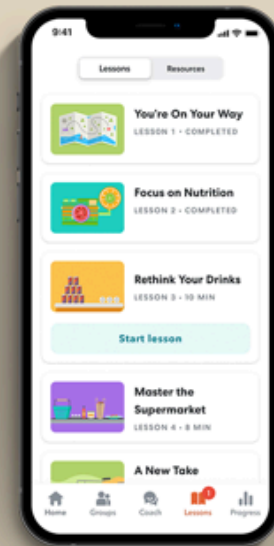 9:41
Lessons Resources
You're On Your Way
LESSON 1 • COMPLETED
Focus on Nutrition
LESSON 2 • COMPLETED
Rethink Your Drinks
LESSON 3 • 10 MIN
Start lesson
Master the
Supermarket
LESSON 4 • 8 MIN
A New Take
1
Home Groups Coach Lessons Progress